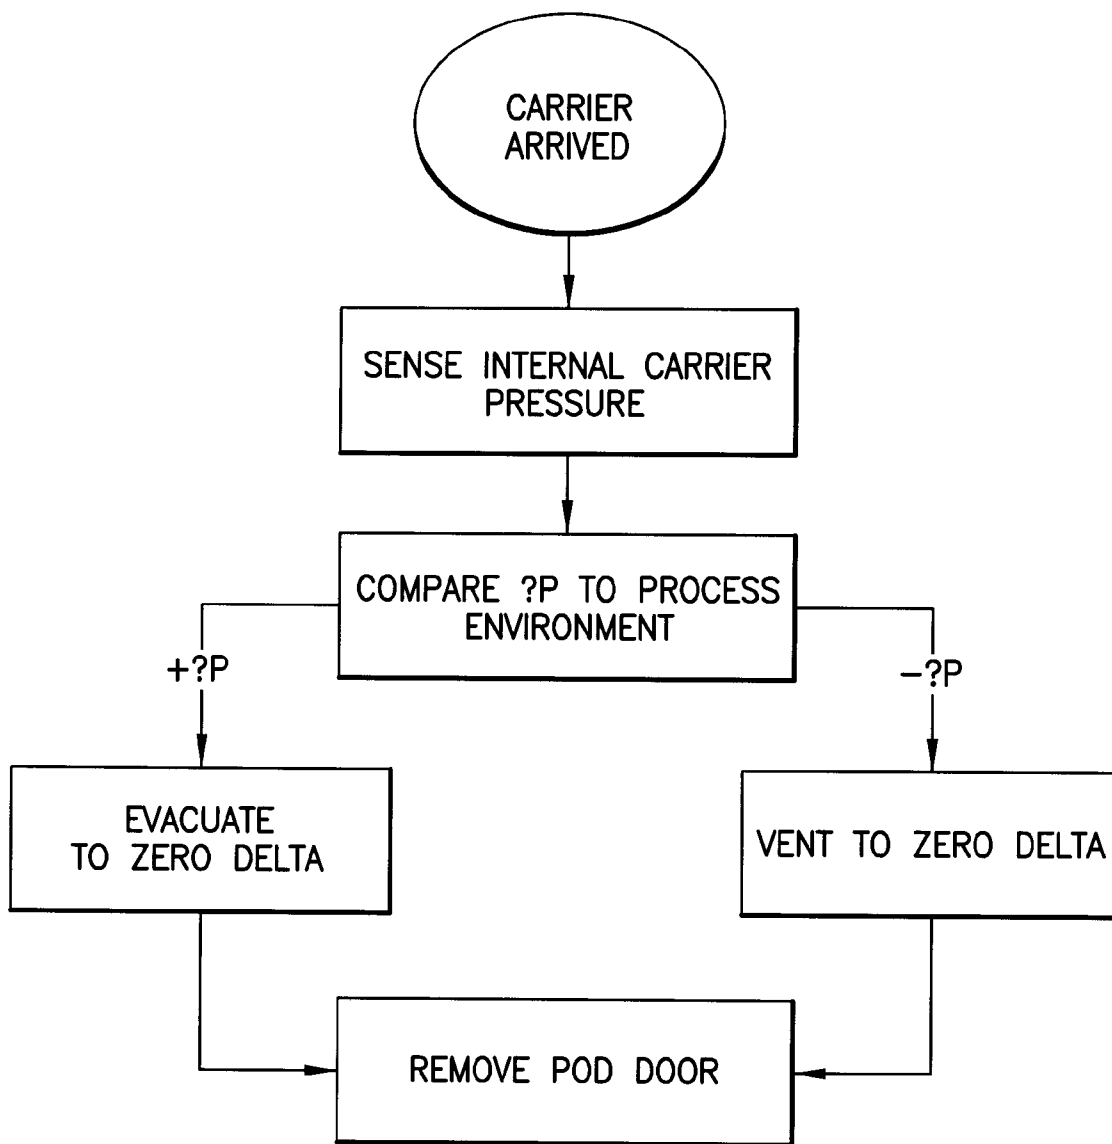 CARRIER
ARRIVED
SENSE INTERNAL CARRIER
PRESSURE
COMPARE ?P TO PROCESS
ENVIRONMENT
+?P
−?P
EVACUATE
TO ZERO DELTA
VENT TO ZERO DELTA
REMOVE POD DOOR